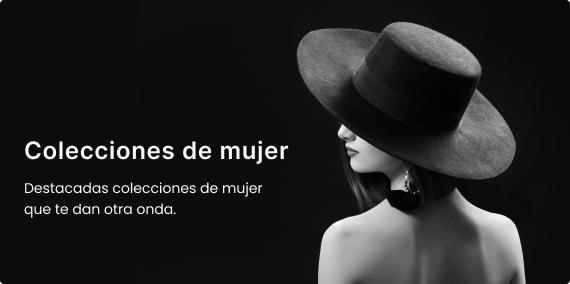 Colecciones de mujer
Destacadas colecciones de mujer
que te dan otra onda.